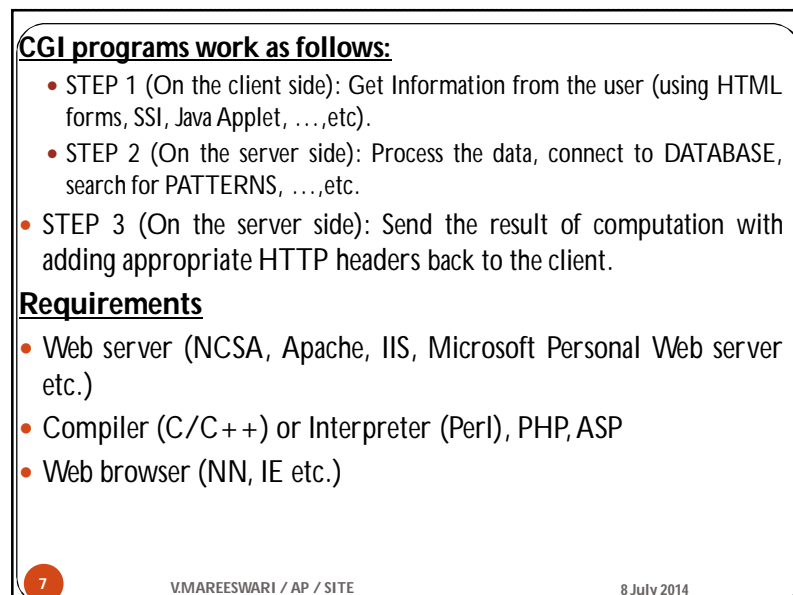 CGI programs work as follows:
• STEP 1 (On the client side): Get Information from the user (using HTML
forms, SSI, Java Applet, …,etc).
• STEP 2 (On the server side): Process the data, connect to DATABASE,
search for PATTERNS, …,etc.
• STEP 3 (On the server side): Send the result of computation with
adding appropriate HTTP headers back to the client.
Requirements
• Web server (NCSA, Apache, IIS, Microsoft Personal Web server
etc.)
• Compiler (C/C++) or Interpreter (Perl), PHP, ASP
• Web browser (NN, IE etc.)
7 V.MAREESWARI / AP / SITE 8 July 2014